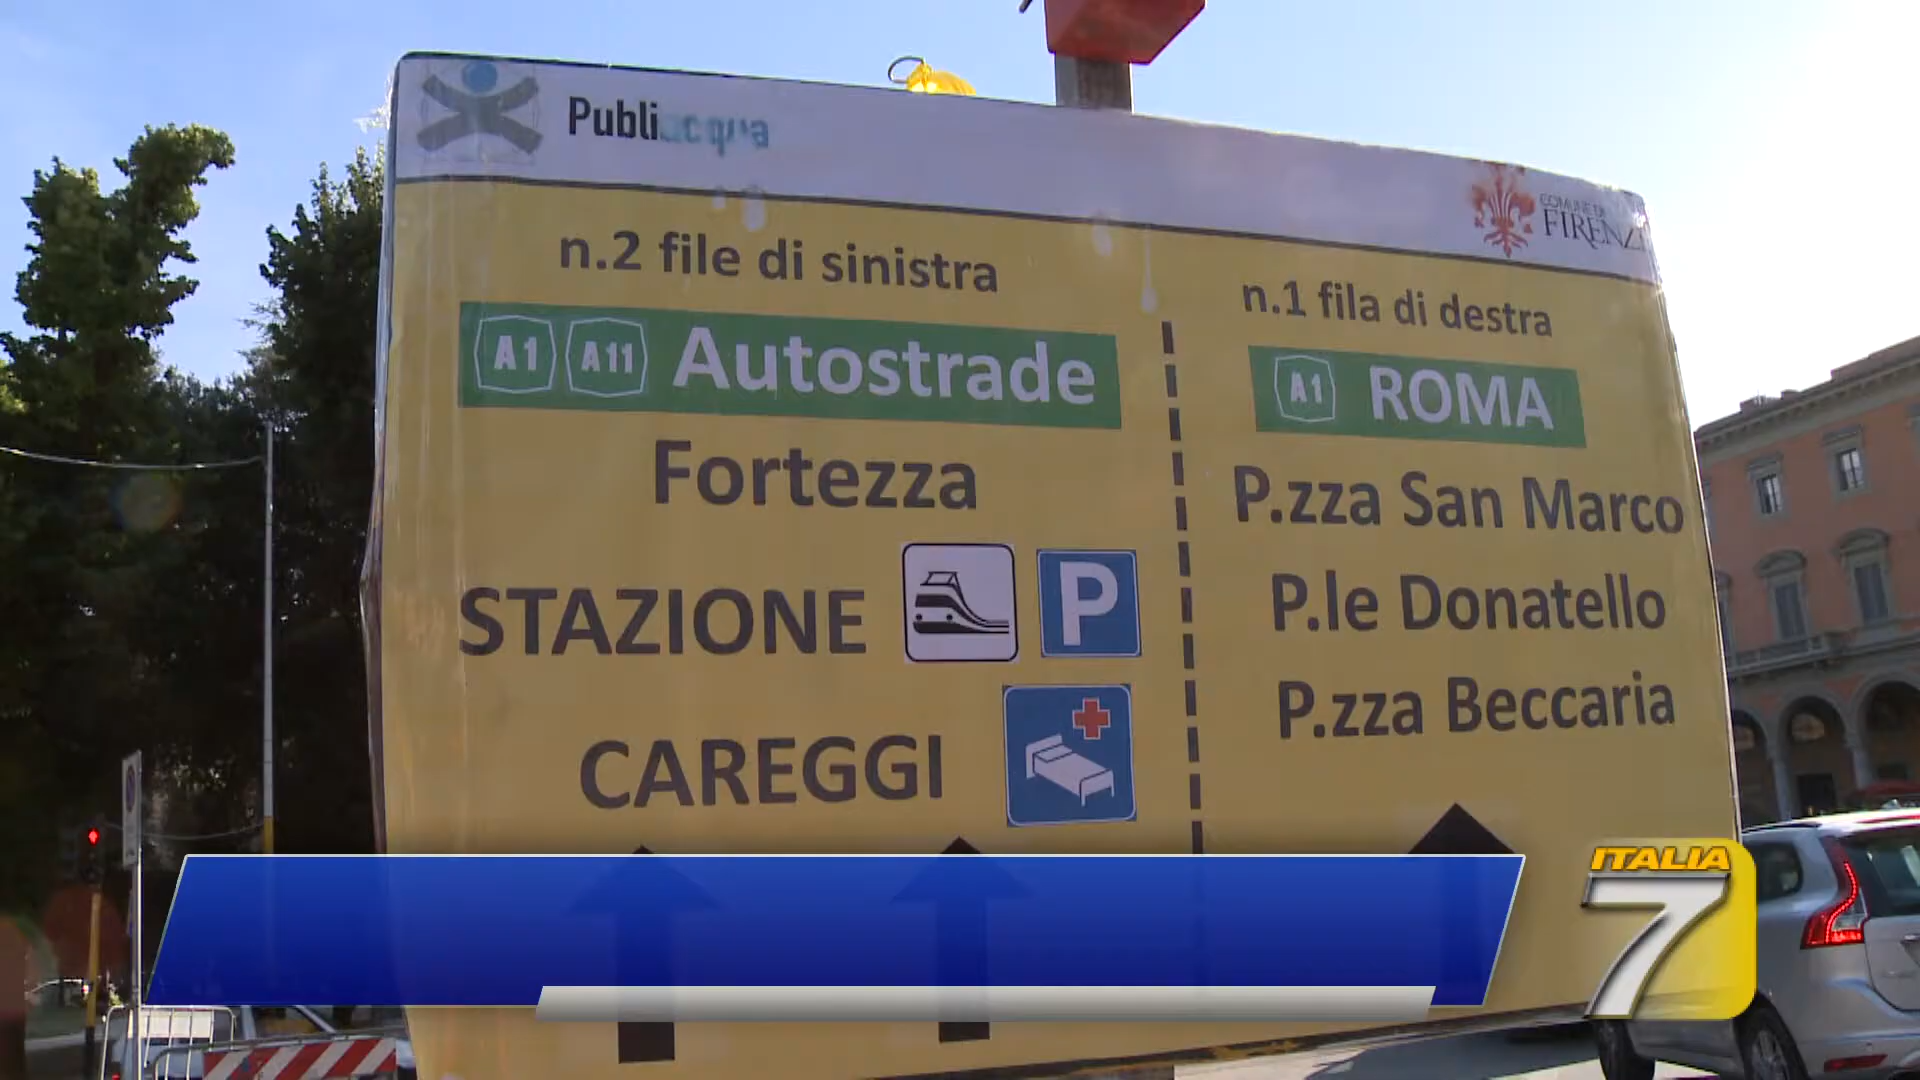 Publiacqua
COMUNE DI
FIRENZE
n.2 file di sinistra
A1 A11 Autostrade
Fortezza
STAZIONE P
CAREGGI
n.1 fila di destra
A1 ROMA
P.zza San Marco
P.le Donatello
P.zza Beccaria
ITALIA
7